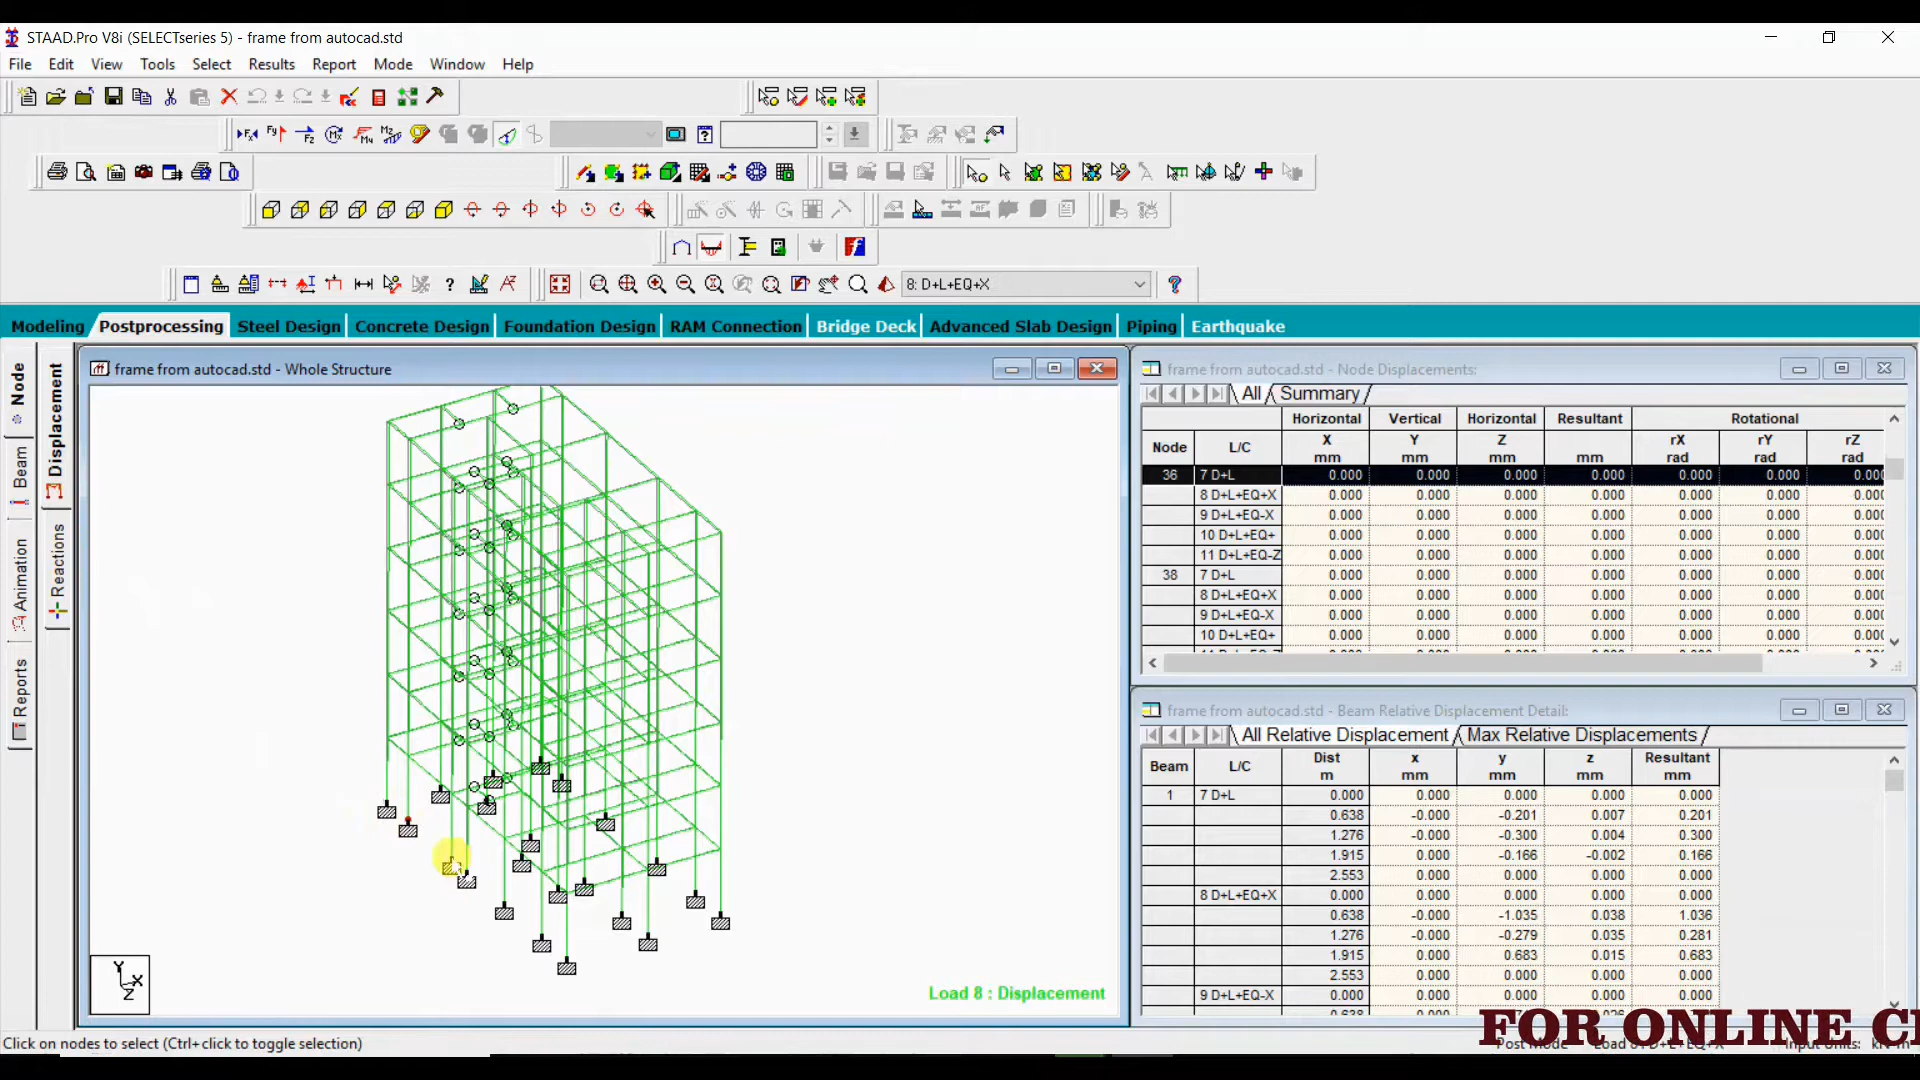 STAAD.Pro V8i (SELECTseries 5) - frame from autocad.std
File Edit View Tools Select Results Report Mode Window Help
8: D+L+EQ+X
Modeling Postprocessing Steel Design Concrete Design Foundation Design RAM Connection Bridge Deck Advanced Slab Design Piping Earthquake
Node
Beam
Animation
Reports
Displacement
Reactions
frame from autocad.std - Whole Structure
Load 8 : Displacement
frame from autocad.std - Node Displacements:
All Summary
Horizontal Vertical Horizontal Resultant Rotational
Node L/C X mm Y mm Z mm mm rX rad rY rad rZ rad
36 7 D+L 0.000 0.000 0.000 0.000 0.000 0.000 0.000
8 D+L+EQ+X 0.000 0.000 0.000 0.000 0.000 0.000 0.000
9 D+L+EQ-X 0.000 0.000 0.000 0.000 0.000 0.000 0.000
10 D+L+EQ+ 0.000 0.000 0.000 0.000 0.000 0.000 0.000
11 D+L+EQ-Z 0.000 0.000 0.000 0.000 0.000 0.000 0.000
38 7 D+L 0.000 0.000 0.000 0.000 0.000 0.000 0.000
8 D+L+EQ+X 0.000 0.000 0.000 0.000 0.000 0.000 0.000
9 D+L+EQ-X 0.000 0.000 0.000 0.000 0.000 0.000 0.000
10 D+L+EQ+ 0.000 0.000 0.000 0.000 0.000 0.000 0.000
frame from autocad.std - Beam Relative Displacement Detail:
All Relative Displacement Max Relative Displacements
Beam L/C Dist m x mm y mm z mm Resultant mm
1 7 D+L 0.000 0.000 0.000 0.000 0.000
0.638 -0.000 -0.201 0.007 0.201
1.276 -0.000 -0.300 0.004 0.300
1.915 0.000 -0.166 -0.002 0.166
2.553 0.000 0.000 0.000 0.000
8 D+L+EQ+X 0.000 0.000 0.000 0.000 0.000
0.638 -0.000 -1.035 0.038 1.036
1.276 -0.000 -0.279 0.035 0.281
1.915 0.000 0.683 0.015 0.683
2.553 0.000 0.000 0.000 0.000
9 D+L+EQ-X 0.000 0.000 0.000 0.000 0.000
Y
X
Z
FOR ONLINE C
Click on nodes to select (Ctrl+click to toggle selection)